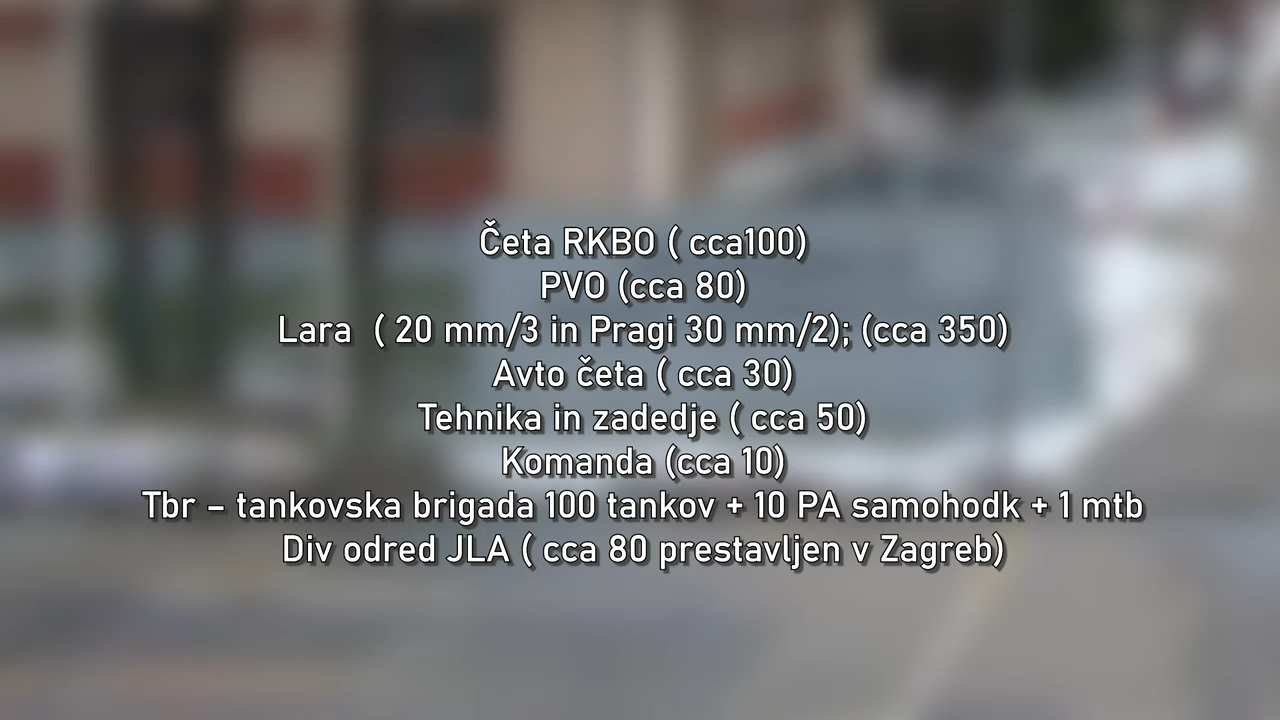 Četa RKBO ( cca100)
PVO (cca 80)
Lara  ( 20 mm/3 in Pragi 30 mm/2); (cca 350)
Avto četa ( cca 30)
Tehnika in zadedje ( cca 50)
Komanda (cca 10)
Tbr – tankovska brigada 100 tankov + 10 PA samohodk + 1 mtb
Div odred JLA ( cca 80 prestavljen v Zagreb)